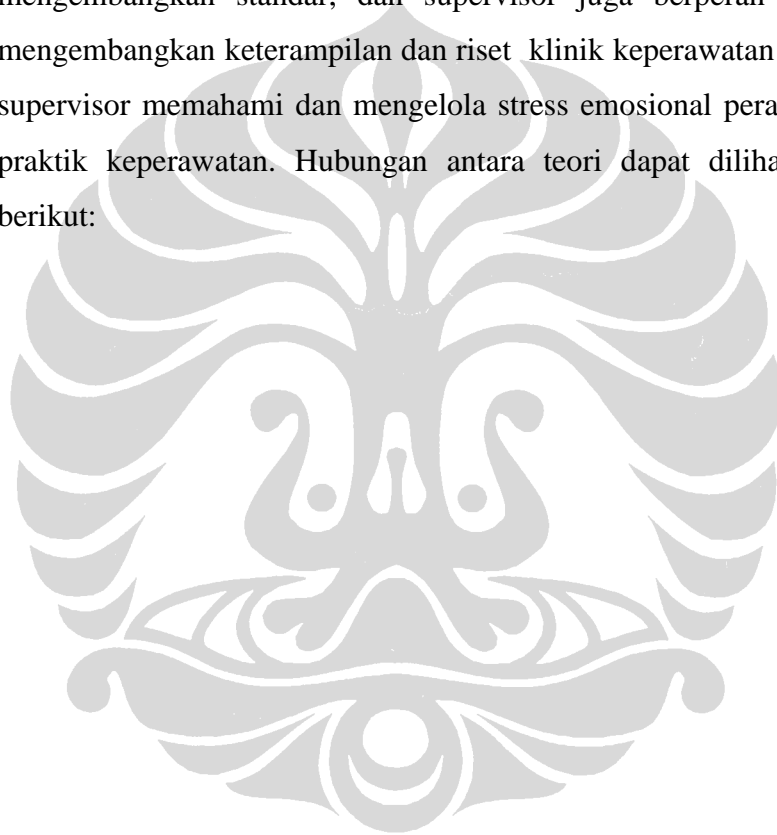 mengembangkan standar, dan supervisor juga berperan
mengembangkan keterampilan dan riset klinik keperawatan
supervisor memahami dan mengelola stress emosional pera
praktik keperawatan. Hubungan antara teori dapat diliha
berikut: